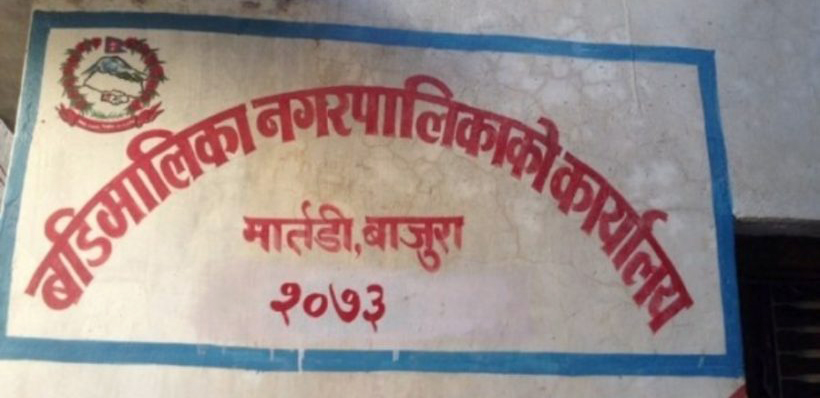 बडिमालिका नगरपालिकाको कार्यालय
मार्तडी, बाजुरा
२०७३